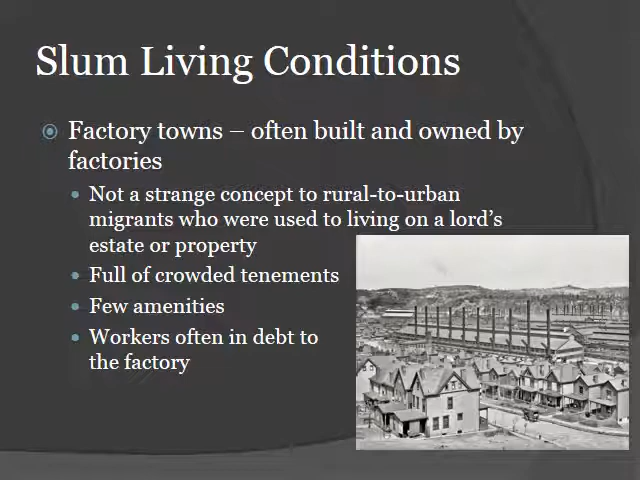 Slum Living Conditions
Factory towns – often built and owned by
factories
Not a strange concept to rural-to-urban
migrants who were used to living on a lord's
estate or property
Full of crowded tenements
Few amenities
Workers often in debt to
the factory